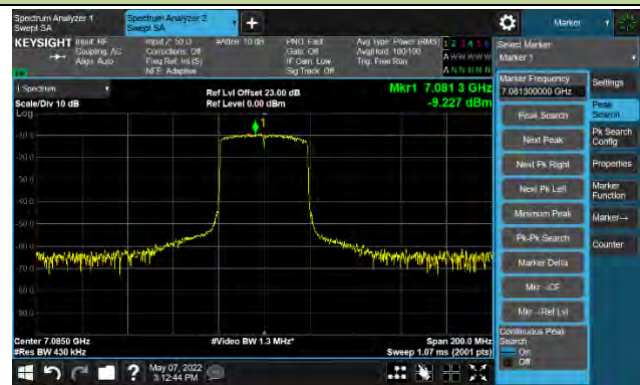 Spectrum Analyzer 1
Swept SA
Spectrum Analyzer 2
Swept SA
+
Marker
KEYSIGHT
Input: RF
Coupling: AC
Align: Auto
Input Z: 50 Ω
Corrections: Off
Freq Ref: Int (S)
NFE: Adaptive
#Atten: 10 dB
PNO: Fast
Gate: Off
IF Gain: Low
Sig Track: Off
Avg Type: Power (RMS)
Avg|Hold: 100/100
Trig: Free Run
1 2 3 4 5 6
A W W W W W
A N N N N N
Select Marker
Marker 1
1 Spectrum
Scale/Div 10 dB
Log
Ref Lvl Offset 23.00 dB
Ref Level 0.00 dBm
Mkr1 7.081 3 GHz
-9.227 dBm
1
-10.0
-20.0
-30.0
-40.0
-50.0
-60.0
-70.0
-80.0
-90.0
Center 7.0850 GHz
#Res BW 430 kHz
#Video BW 1.3 MHz*
Span 200.0 MHz
Sweep 1.07 ms (2001 pts)
Marker Frequency
7.081300000 GHz
Peak Search
Next Peak
Next Pk Right
Next Pk Left
Minimum Peak
Pk-Pk Search
Marker Delta
Mkr→CF
Mkr→Ref Lvl
Continuous Peak
Search
On
Off
Settings
Peak
Search
Pk Search
Config
Properties
Marker
Function
Marker→
Counter
May 07, 2022
3:12:44 PM